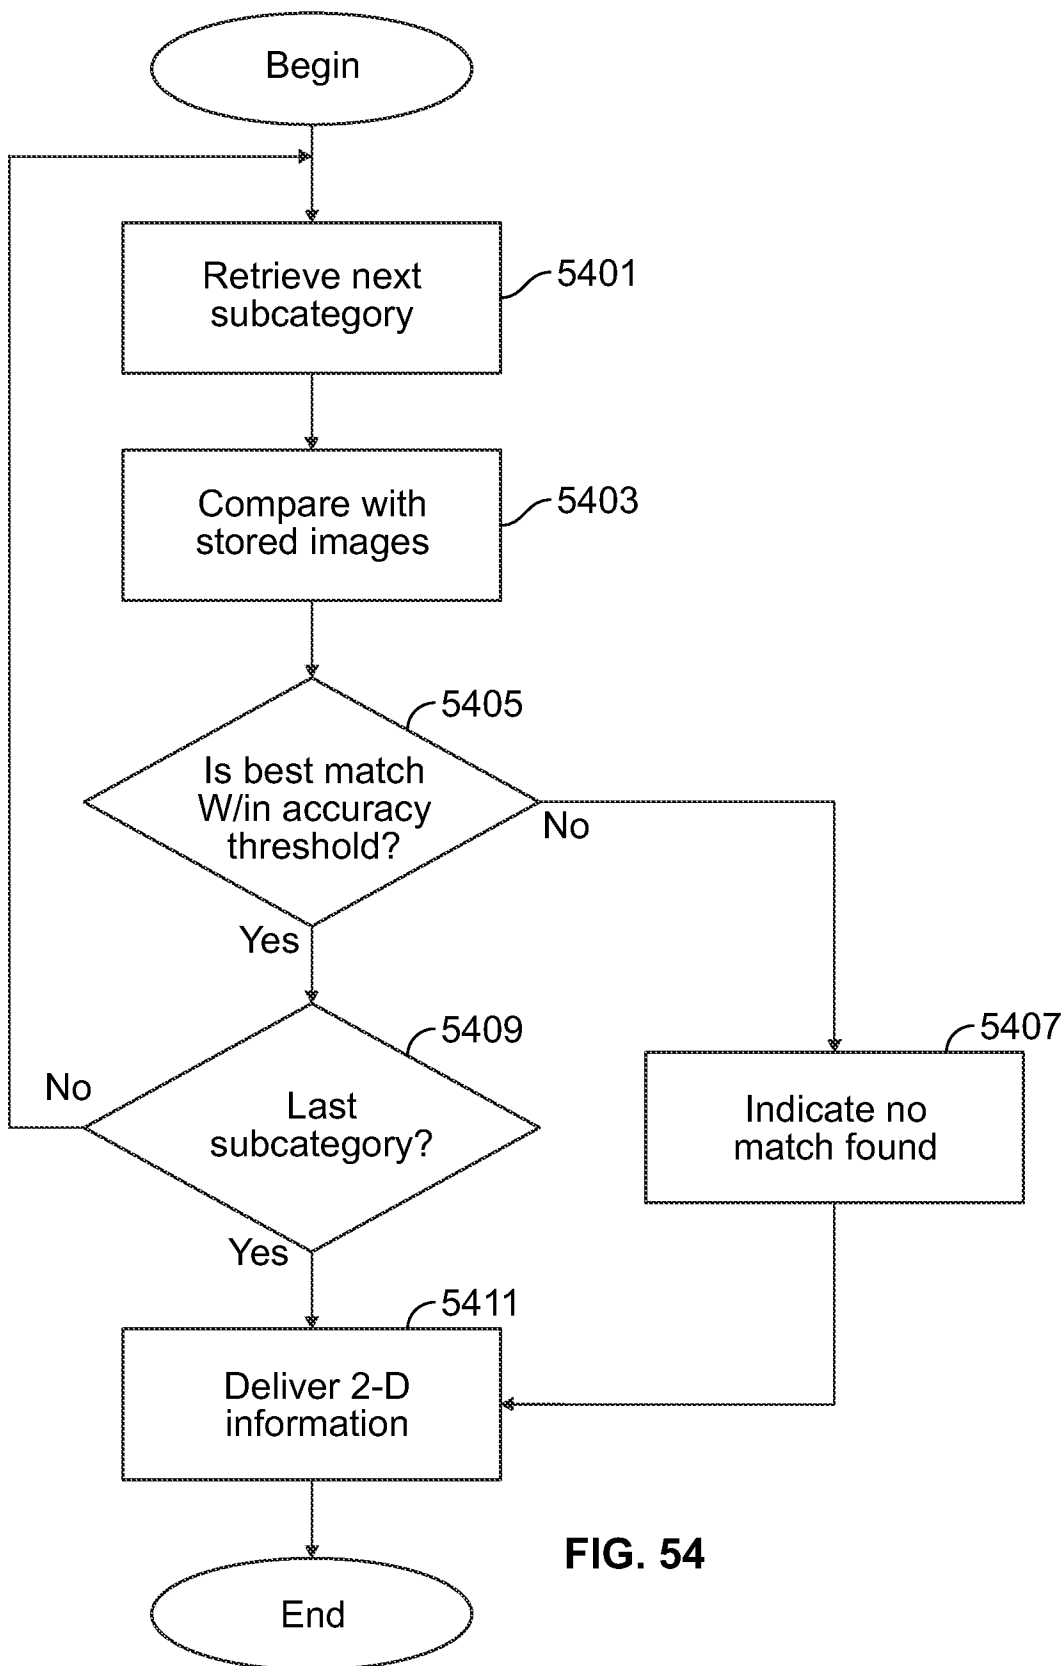 Begin
Retrieve next
subcategory
5401
Compare with
stored images
5403
5405
Is best match
W/in accuracy
threshold?
No
Yes
5409
5407
No
Last
subcategory?
Indicate no
match found
Yes
5411
Deliver 2-D
information
FIG. 54
End